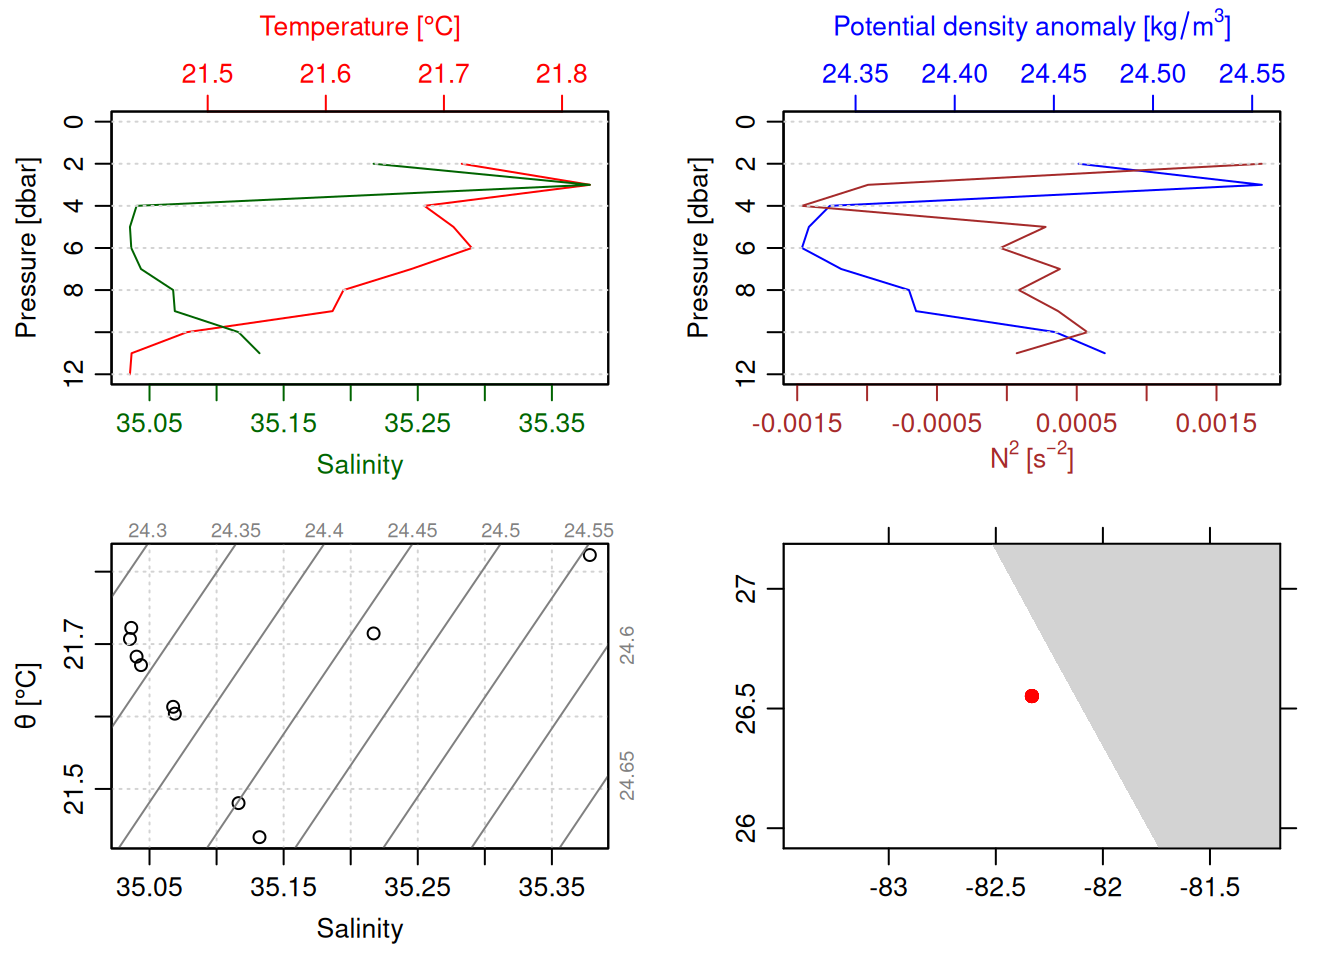 Temperature [°C]
21.5 21.6 21.7 21.8
Pressure [dbar]
0
2
4
6
8
12
35.05 35.15 35.25 35.35
Salinity
Potential density anomaly [kg/m³]
24.35 24.40 24.45 24.50 24.55
Pressure [dbar]
0
2
4
6
8
12
-0.0015 -0.0005 0.0005 0.0015
N² [s⁻²]
24.3 24.35 24.4 24.45 24.5 24.55
24.6
24.65
θ [°C]
21.7
21.5
35.05 35.15 35.25 35.35
Salinity
27
26.5
26
-83 -82.5 -82 -81.5